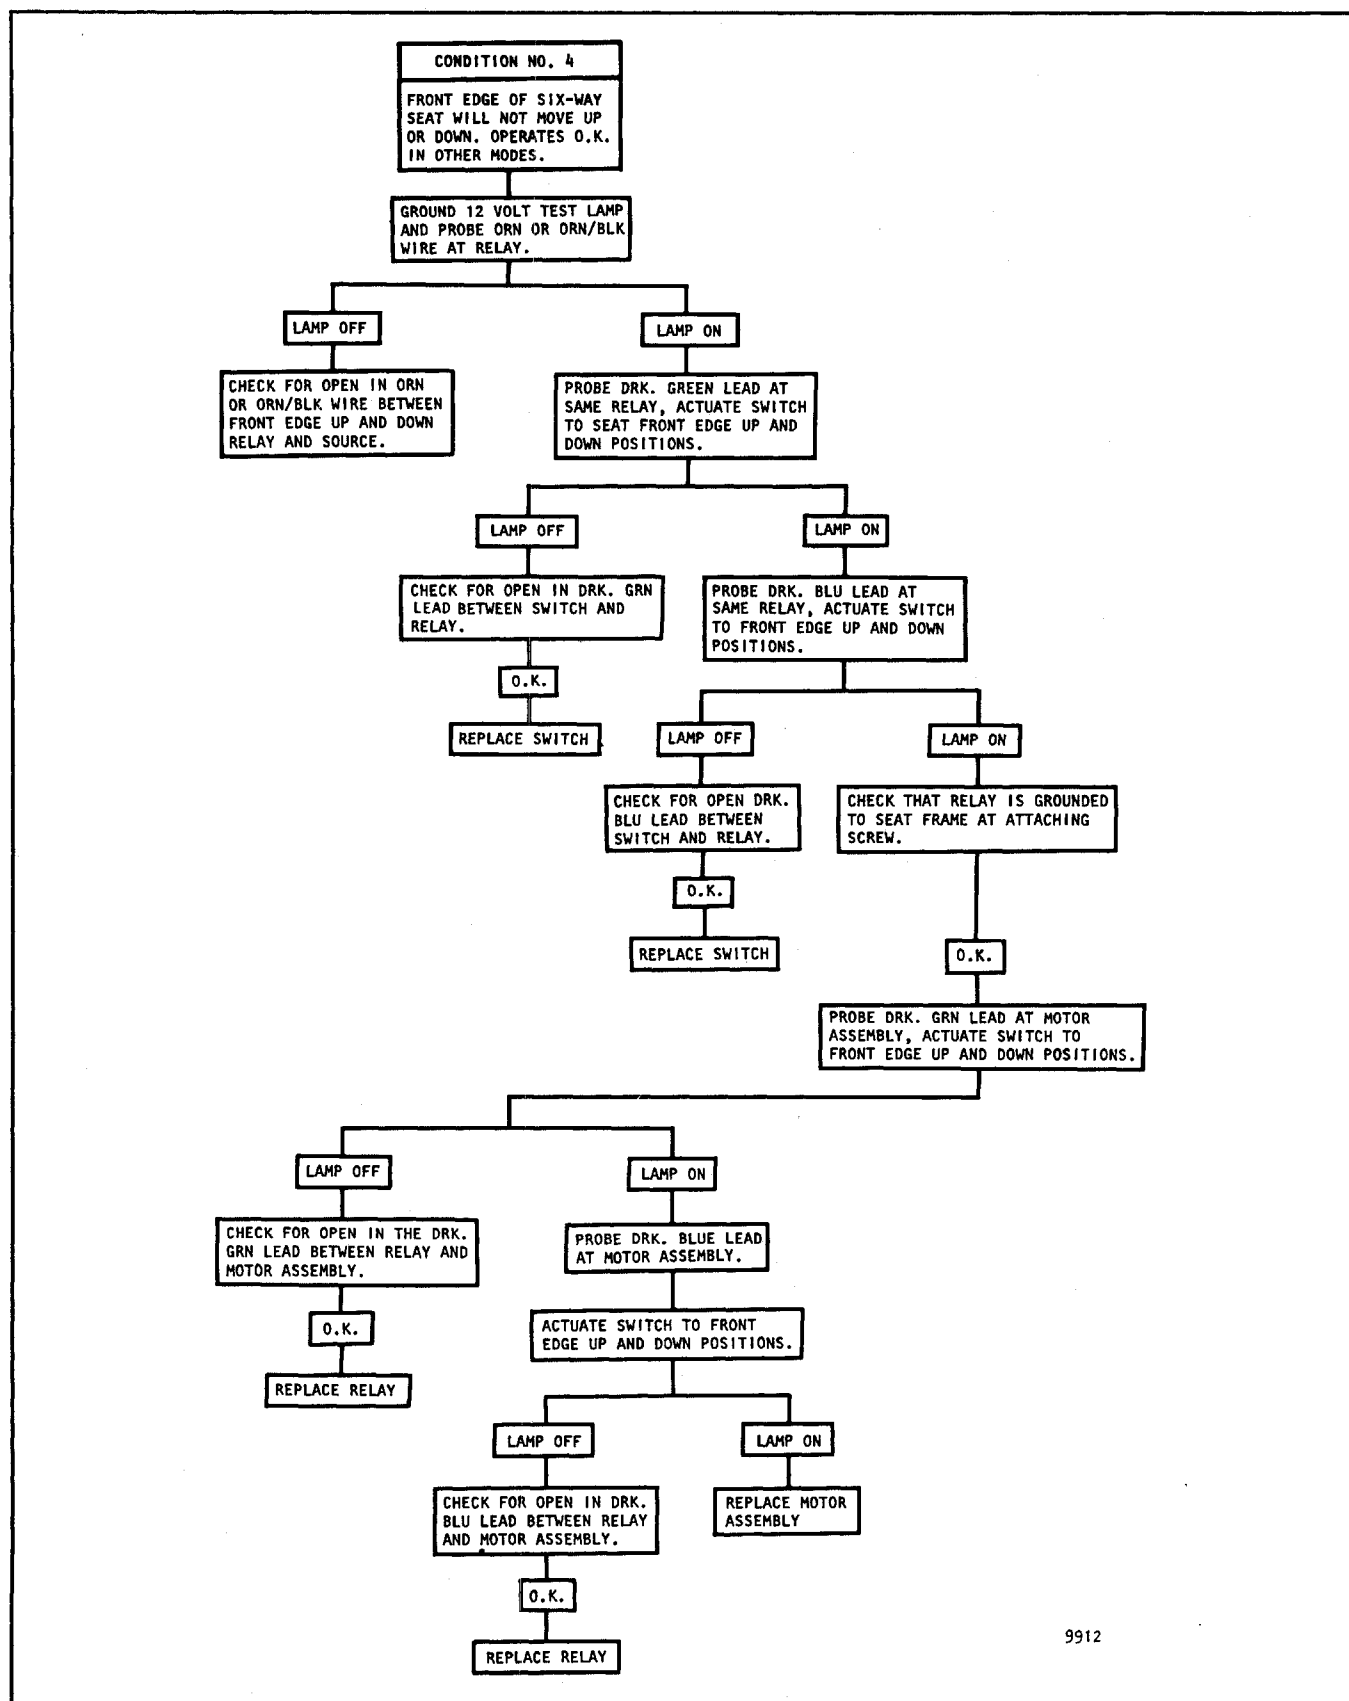 CONDITION NO. 4
FRONT EDGE OF SIX-WAY
SEAT WILL NOT MOVE UP
OR DOWN. OPERATES O.K.
IN OTHER MODES.
GROUND 12 VOLT TEST LAMP
AND PROBE ORN OR ORN/BLK
WIRE AT RELAY.
LAMP OFF
LAMP ON
CHECK FOR OPEN IN ORN
OR ORN/BLK WIRE BETWEEN
FRONT EDGE UP AND DOWN
RELAY AND SOURCE.
PROBE DRK. GREEN LEAD AT
SAME RELAY, ACTUATE SWITCH
TO SEAT FRONT EDGE UP AND
DOWN POSITIONS.
LAMP OFF
LAMP ON
CHECK FOR OPEN IN DRK. GRN
LEAD BETWEEN SWITCH AND
RELAY.
PROBE DRK. BLU LEAD AT
SAME RELAY, ACTUATE SWITCH
TO FRONT EDGE UP AND DOWN
POSITIONS.
O.K.
REPLACE SWITCH
LAMP OFF
LAMP ON
CHECK FOR OPEN DRK.
BLU LEAD BETWEEN
SWITCH AND RELAY.
CHECK THAT RELAY IS GROUNDED
TO SEAT FRAME AT ATTACHING
SCREW.
O.K.
REPLACE SWITCH
O.K.
PROBE DRK. GRN LEAD AT MOTOR
ASSEMBLY, ACTUATE SWITCH TO
FRONT EDGE UP AND DOWN POSITIONS.
LAMP OFF
LAMP ON
CHECK FOR OPEN IN THE DRK.
GRN LEAD BETWEEN RELAY AND
MOTOR ASSEMBLY.
PROBE DRK. BLUE LEAD
AT MOTOR ASSEMBLY.
O.K.
ACTUATE SWITCH TO FRONT
EDGE UP AND DOWN POSITIONS.
REPLACE RELAY
LAMP OFF
LAMP ON
CHECK FOR OPEN IN DRK.
BLU LEAD BETWEEN RELAY
AND MOTOR ASSEMBLY.
REPLACE MOTOR
ASSEMBLY
O.K.
REPLACE RELAY
9912